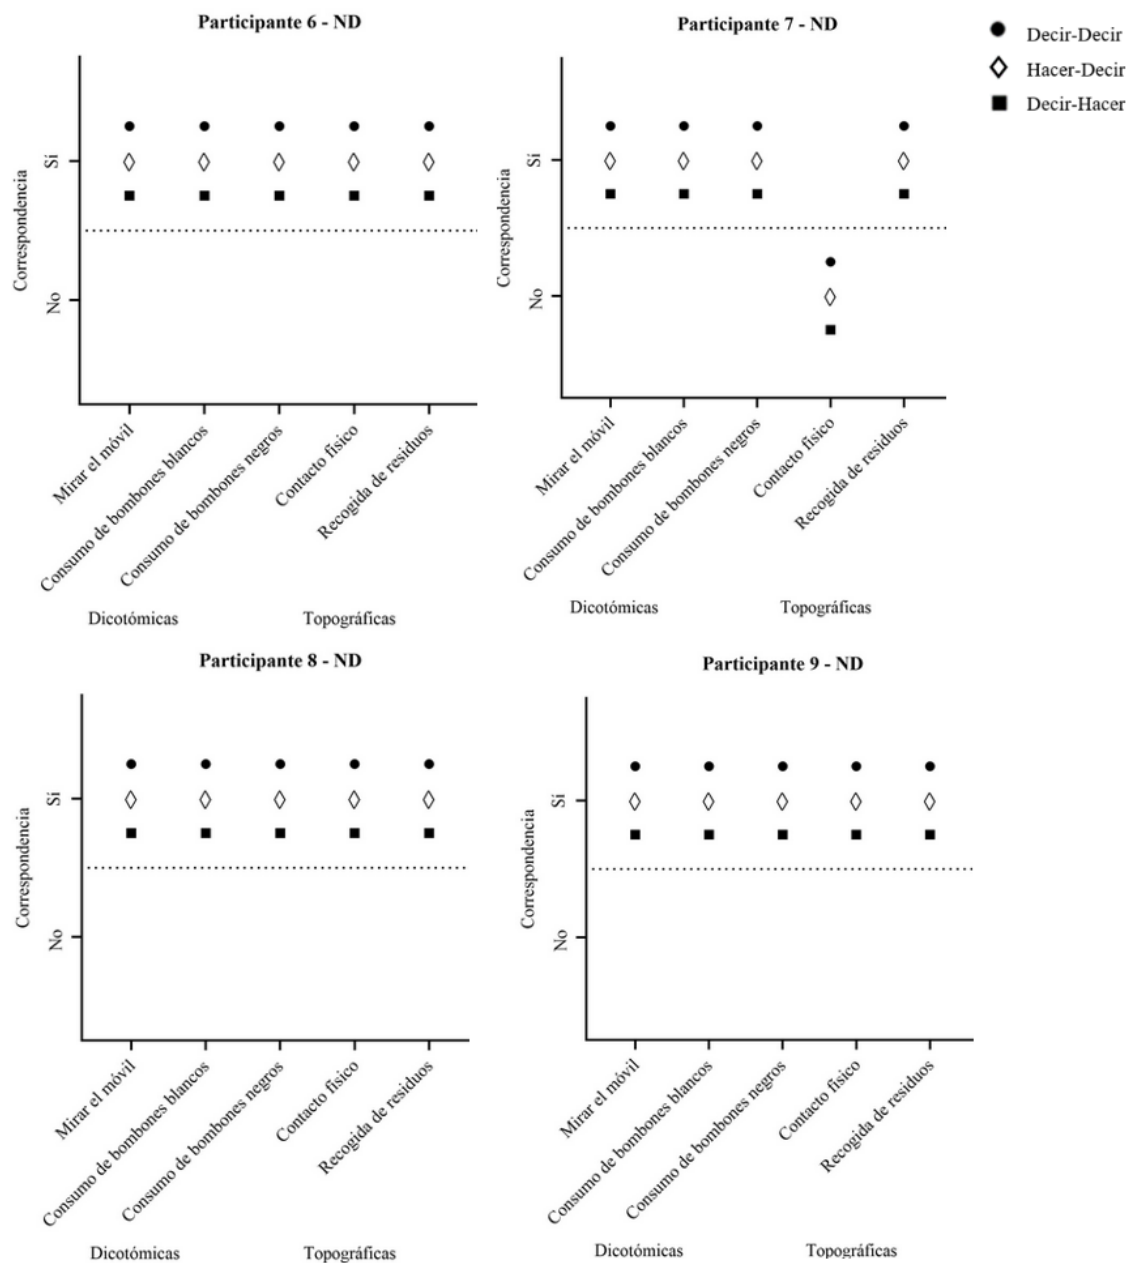 Participante 6 - ND
Correspondencia
Si
No
Mirar el móvil
Consumo de bombones blancos
Consumo de bombones negros
Contacto físico
Recogida de residuos
Dicotómicas
Topográficas
Participante 7 - ND
Correspondencia
Si
No
Mirar el móvil
Consumo de bombones blancos
Consumo de bombones negros
Contacto físico
Recogida de residuos
Dicotómicas
Topográficas
Decir-Decir
Hacer-Decir
Decir-Hacer
Participante 8 - ND
Correspondencia
Si
No
Mirar el móvil
Consumo de bombones blancos
Consumo de bombones negros
Contacto físico
Recogida de residuos
Dicotómicas
Topográficas
Participante 9 - ND
Correspondencia
Si
No
Mirar el móvil
Consumo de bombones blancos
Consumo de bombones negros
Contacto físico
Recogida de residuos
Dicotómicas
Topográficas